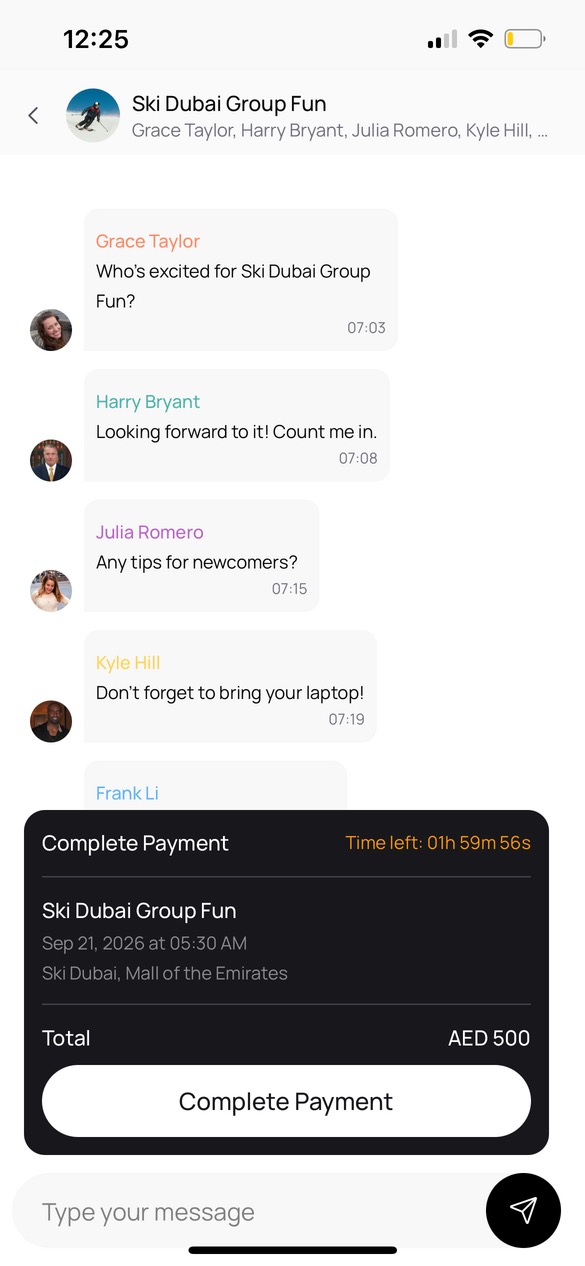 12:25
Ski Dubai Group Fun
Grace Taylor, Harry Bryant, Julia Romero, Kyle Hill, ...
Grace Taylor
Who's excited for Ski Dubai Group
Fun?
07:03
Harry Bryant
Looking forward to it! Count me in.
07:08
Julia Romero
Any tips for newcomers?
07:15
Kyle Hill
Don't forget to bring your laptop!
07:19
Frank Li
Complete Payment
Time left: 01h 59m 56s
Ski Dubai Group Fun
Sep 21, 2026 at 05:30 AM
Ski Dubai, Mall of the Emirates
Total
AED 500
Complete Payment
Type your message